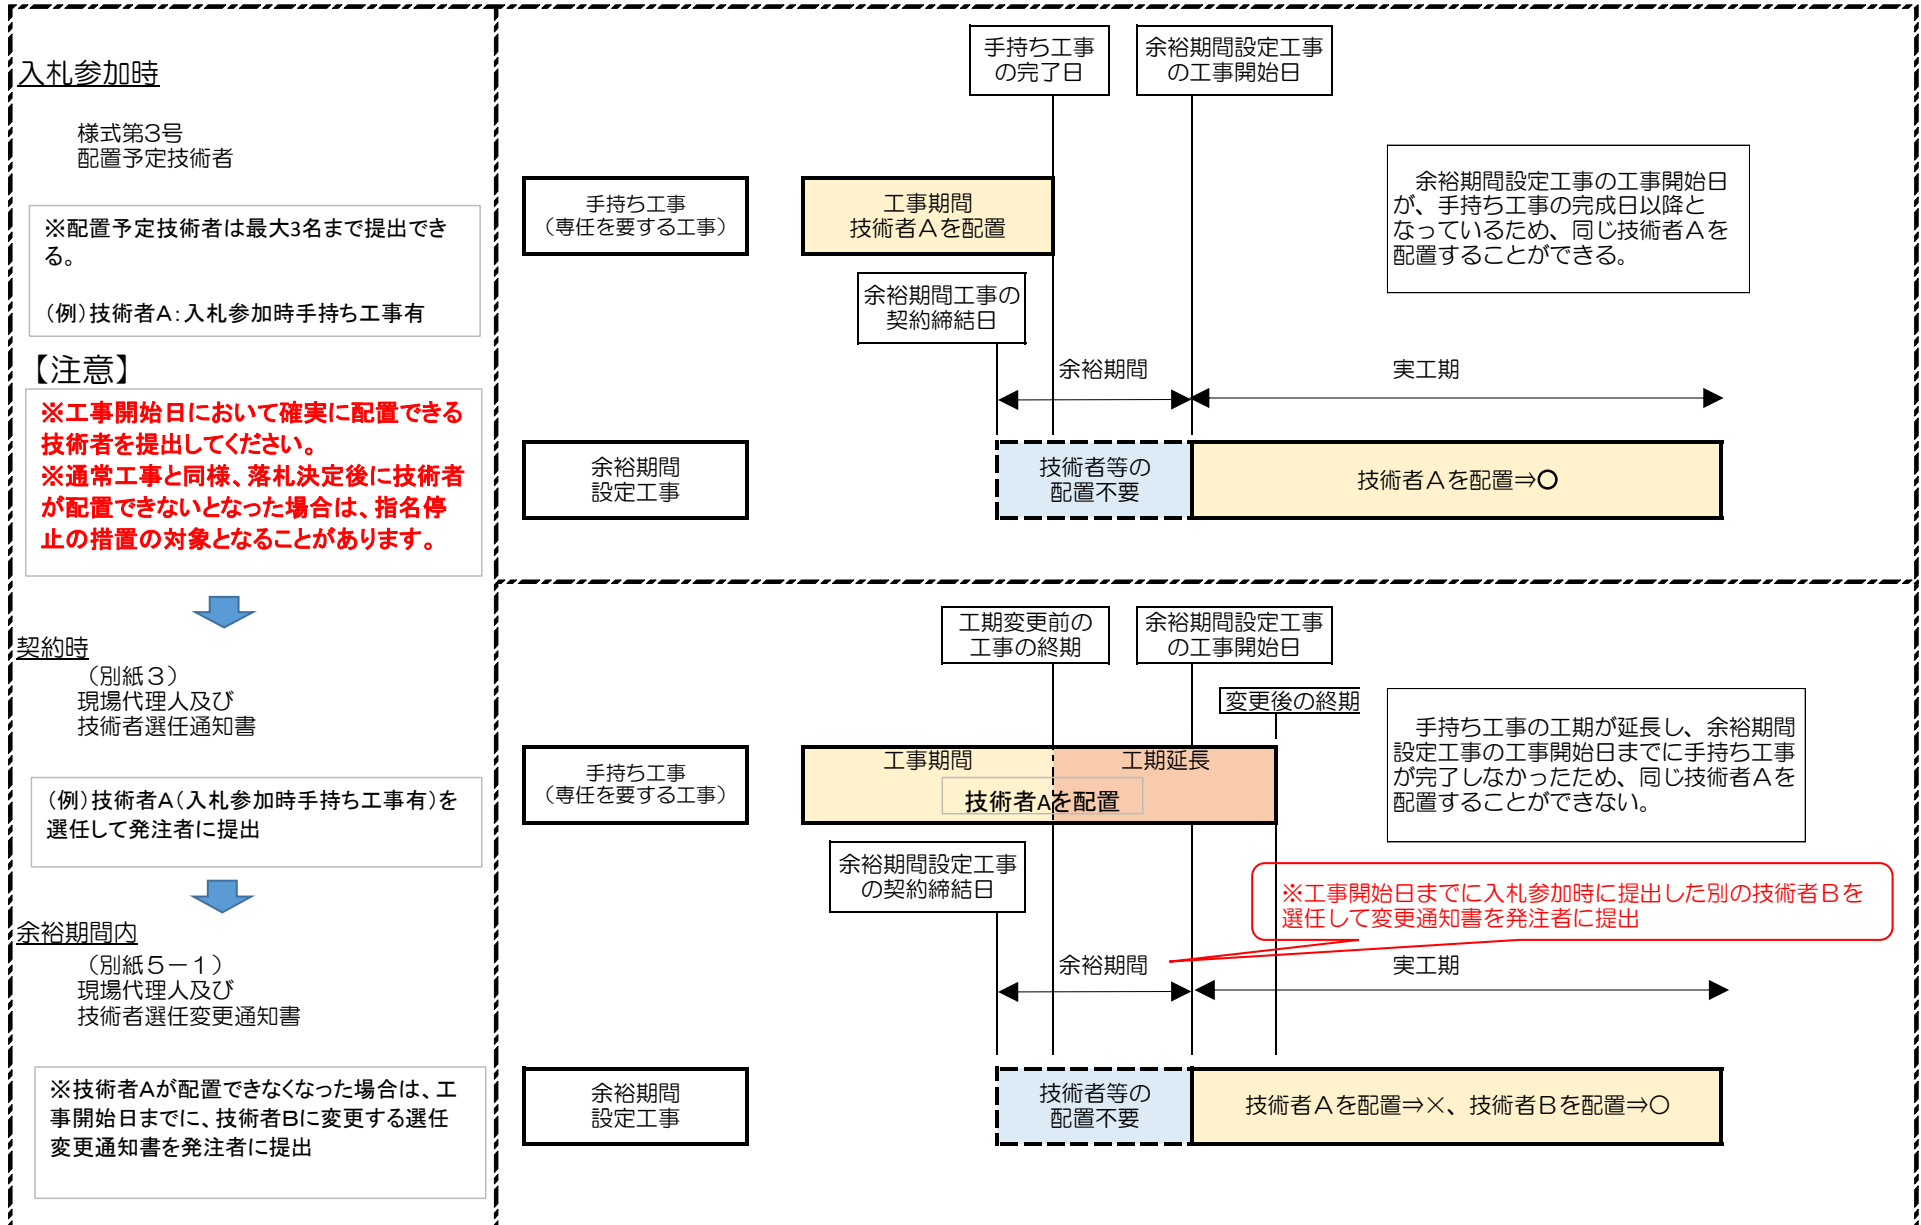 入札参加時
様式第3号
配置予定技術者
※配置予定技術者は最大3名まで提出でき
る。
(例)技術者A:入札参加時手持ち工事有
【注意】
※工事開始日において確実に配置できる
技術者を提出してください。
※通常工事と同様、落札決定後に技術者
が配置できないとなった場合は、指名停
止の措置の対象となることがあります。
契約時
（別紙３）
現場代理人及び
技術者選任通知書
(例)技術者A(入札参加時手持ち工事有)を
選任して発注者に提出
余裕期間内
（別紙５－１）
現場代理人及び
技術者選任変更通知書
※技術者Aが配置できなくなった場合は、工
事開始日までに、技術者Bに変更する選任
変更通知書を発注者に提出
手持ち工事
の完了日
余裕期間設定工事
の工事開始日
手持ち工事
（専任を要する工事）
工事期間
技術者Ａを配置
余裕期間設定工事の工事開始日
が、手持ち工事の完成日以降と
なっているため、同じ技術者Ａを
配置することができる。
余裕期間工事の
契約締結日
余裕期間
実工期
余裕期間
設定工事
技術者等の
配置不要
技術者Ａを配置⇒〇
工期変更前の
工事の終期
余裕期間設定工事
の工事開始日
変更後の終期
手持ち工事
（専任を要する工事）
工事期間
工期延長
技術者Aを配置
手持ち工事の工期が延長し、余裕期間
設定工事の工事開始日までに手持ち工事
が完了しなかったため、同じ技術者Ａを
配置することができない。
余裕期間設定工事
の契約締結日
※工事開始日までに入札参加時に提出した別の技術者Ｂを
選任して変更通知書を発注者に提出
余裕期間
実工期
余裕期間
設定工事
技術者等の
配置不要
技術者Ａを配置⇒×、技術者Ｂを配置⇒〇